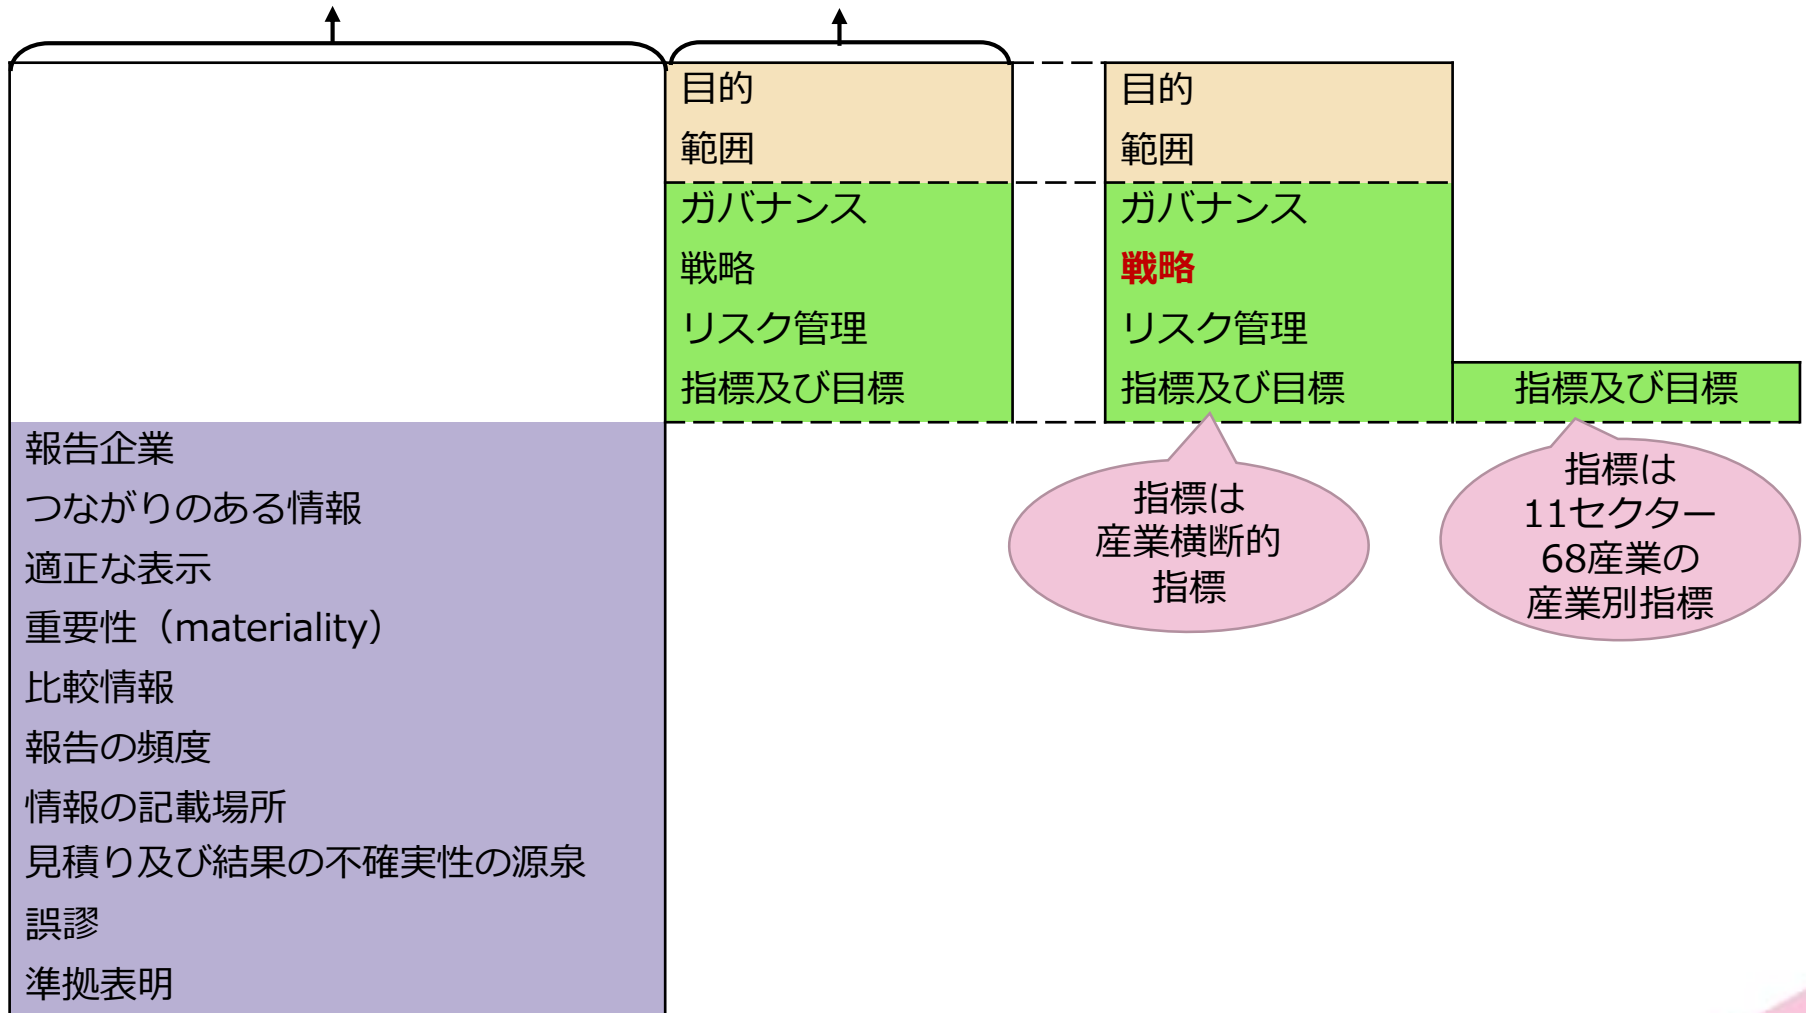 目的
範囲
ガバナンス
戦略
リスク管理
指標及び目標
目的
範囲
ガバナンス
戦略
リスク管理
指標及び目標
指標及び目標
指標は
産業横断的
指標
指標は
11セクター
68産業の
産業別指標
報告企業
つながりのある情報
適正な表示
重要性（materiality）
比較情報
報告の頻度
情報の記載場所
見積り及び結果の不確実性の源泉
誤謬
準拠表明